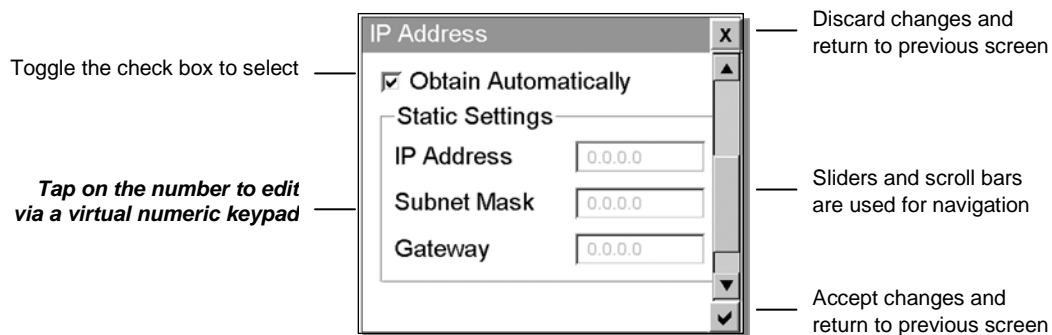 Toggle the check box to select
Tap on the number to edit
via a virtual numeric keypad
IP Address
X
Obtain Automatically
Static Settings
IP Address 0.0.0.0
Subnet Mask 0.0.0.0
Gateway 0.0.0.0
Discard changes and
return to previous screen
Sliders and scroll bars
are used for navigation
Accept changes and
return to previous screen